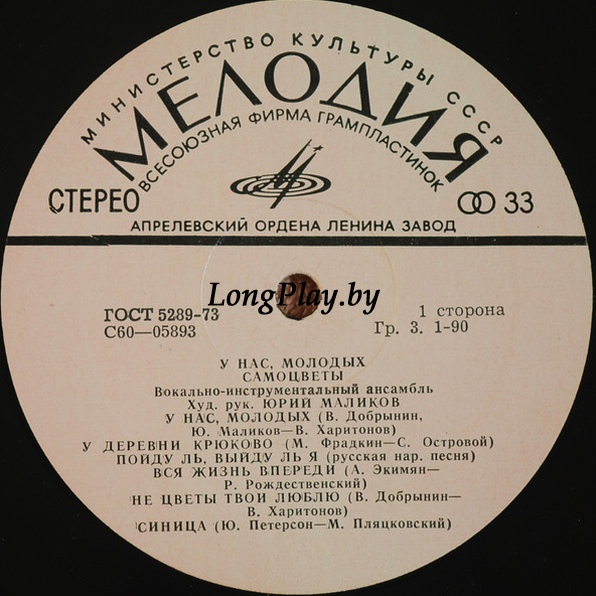 МИНИСТЕРСТВО КУЛЬТУРЫ СССР
МЕЛОДИЯ
ВСЕСОЮЗНАЯ ФИРМА ГРАМПЛАСТИНОК
СТЕРЕО
33
АПРЕЛЕВСКИЙ ОРДЕНА ЛЕНИНА ЗАВОД
LongPlay.by
ГОСТ 5289-73
1 сторона
С60—05893
Гр. 3. 1-90
У НАС, МОЛОДЫХ
САМОЦВЕТЫ
Вокально-инструментальный ансамбль
Худ. рук. ЮРИЙ МАЛИКОВ
У НАС, МОЛОДЫХ (В. Добрынин,
Ю. Маликов—В. Харитонов)
У ДЕРЕВНИ КРЮКОВО (М. Фрадкин—С. Островой)
ПОЙДУ ЛЬ, ВЫЙДУ ЛЬ Я (русская нар. песня)
ВСЯ ЖИЗНЬ ВПЕРЕДИ (А. Экимян—
Р. Рождественский)
НЕ ЦВЕТЫ ТВОИ ЛЮБЛЮ (В. Добрынин—
В. Харитонов)
СИНИЦА (Ю. Петерсон—М. Пляцковский)